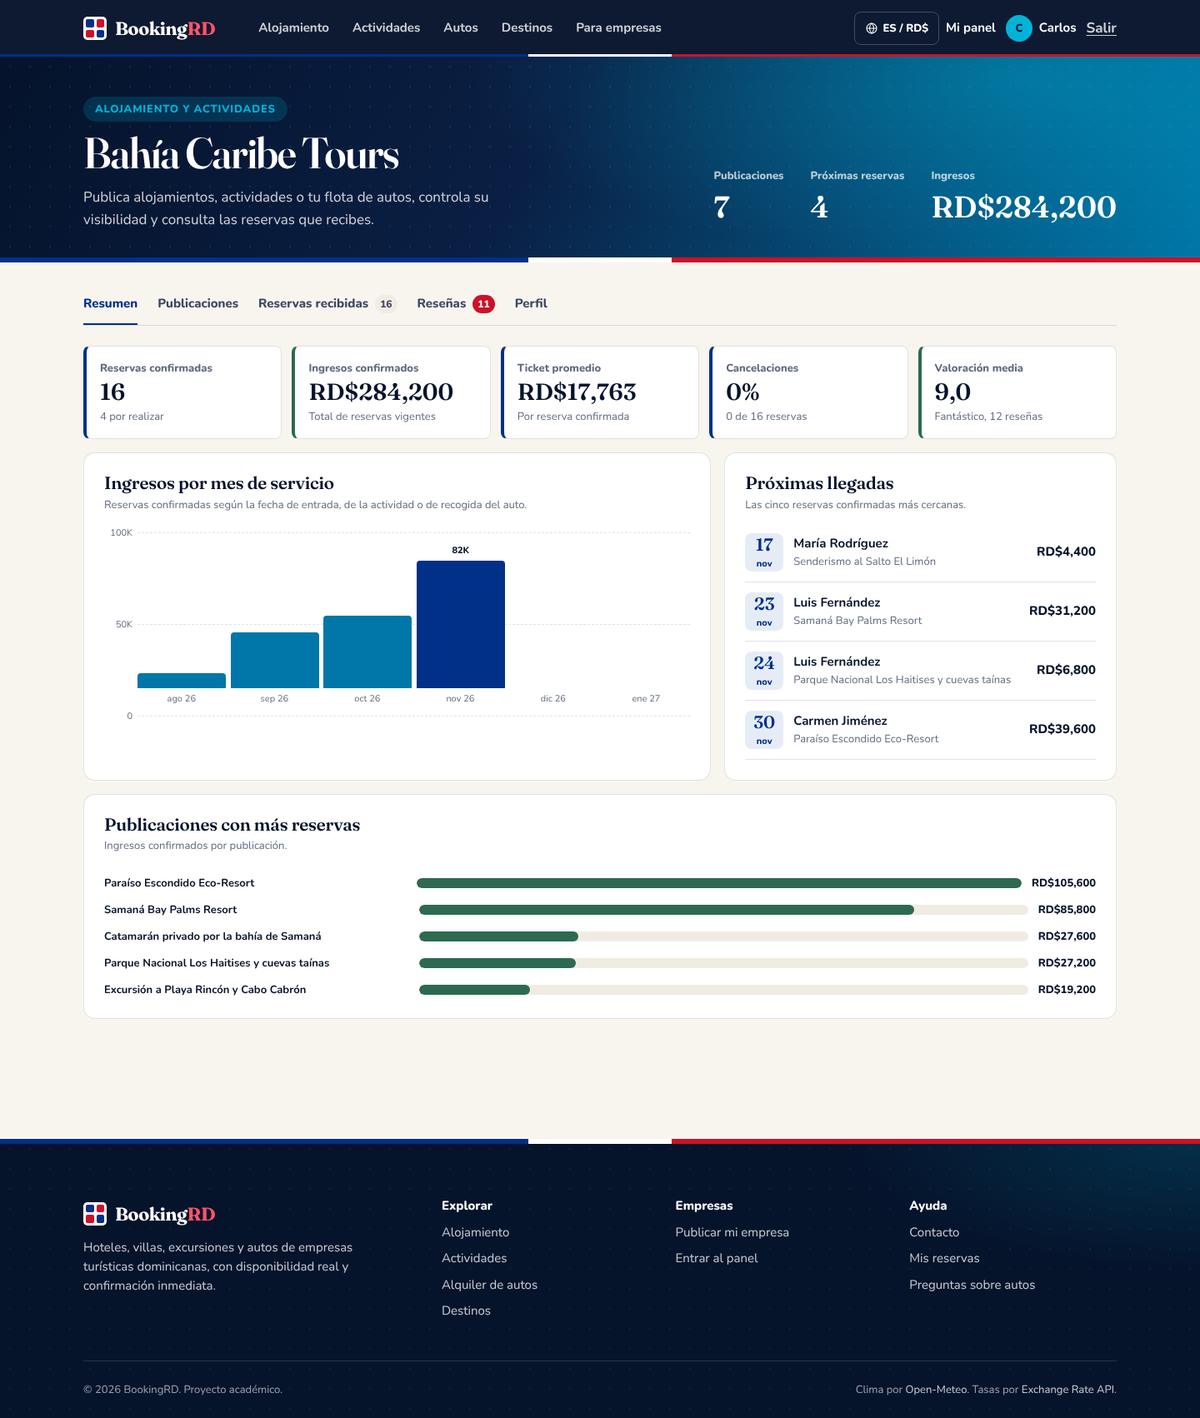 BookingRD
Alojamiento
Actividades
Autos
Destinos
Para empresas
ES / RD$
Mi panel
C
Carlos
Salir
ALOJAMIENTO Y ACTIVIDADES
Bahía Caribe Tours
Publica alojamientos, actividades o tu flota de autos, controla su
visibilidad y consulta las reservas que recibes.
Publicaciones
7
Próximas reservas
4
Ingresos
RD$284,200
Resumen
Publicaciones
Reservas recibidas 16
Reseñas 11
Perfil
Reservas confirmadas
16
4 por realizar
Ingresos confirmados
RD$284,200
Total de reservas vigentes
Ticket promedio
RD$17,763
Por reserva confirmada
Cancelaciones
0%
0 de 16 reservas
Valoración media
9,0
Fantástico, 12 reseñas
Ingresos por mes de servicio
Reservas confirmadas según la fecha de entrada, de la actividad o de recogida del auto.
100K
82K
50K
ago 26
sep 26
oct 26
nov 26
dic 26
ene 27
0
Próximas llegadas
Las cinco reservas confirmadas más cercanas.
17 nov
María Rodríguez
Senderismo al Salto El Limón
RD$4,400
23 nov
Luis Fernández
Samaná Bay Palms Resort
RD$31,200
24 nov
Luis Fernández
Parque Nacional Los Haitises y cuevas taínas
RD$6,800
30 nov
Carmen Jiménez
Paraíso Escondido Eco-Resort
RD$39,600
Publicaciones con más reservas
Ingresos confirmados por publicación.
Paraíso Escondido Eco-Resort
RD$105,600
Samaná Bay Palms Resort
RD$85,800
Catamarán privado por la bahía de Samaná
RD$27,600
Parque Nacional Los Haitises y cuevas taínas
RD$27,200
Excursión a Playa Rincón y Cabo Cabrón
RD$19,200
BookingRD
Hoteles, villas, excursiones y autos de empresas
turísticas dominicanas, con disponibilidad real y
confirmación inmediata.
Explorar
Alojamiento
Actividades
Alquiler de autos
Destinos
Empresas
Publicar mi empresa
Entrar al panel
Ayuda
Contacto
Mis reservas
Preguntas sobre autos
© 2026 BookingRD. Proyecto académico.
Clima por Open-Meteo. Tasas por Exchange Rate API.